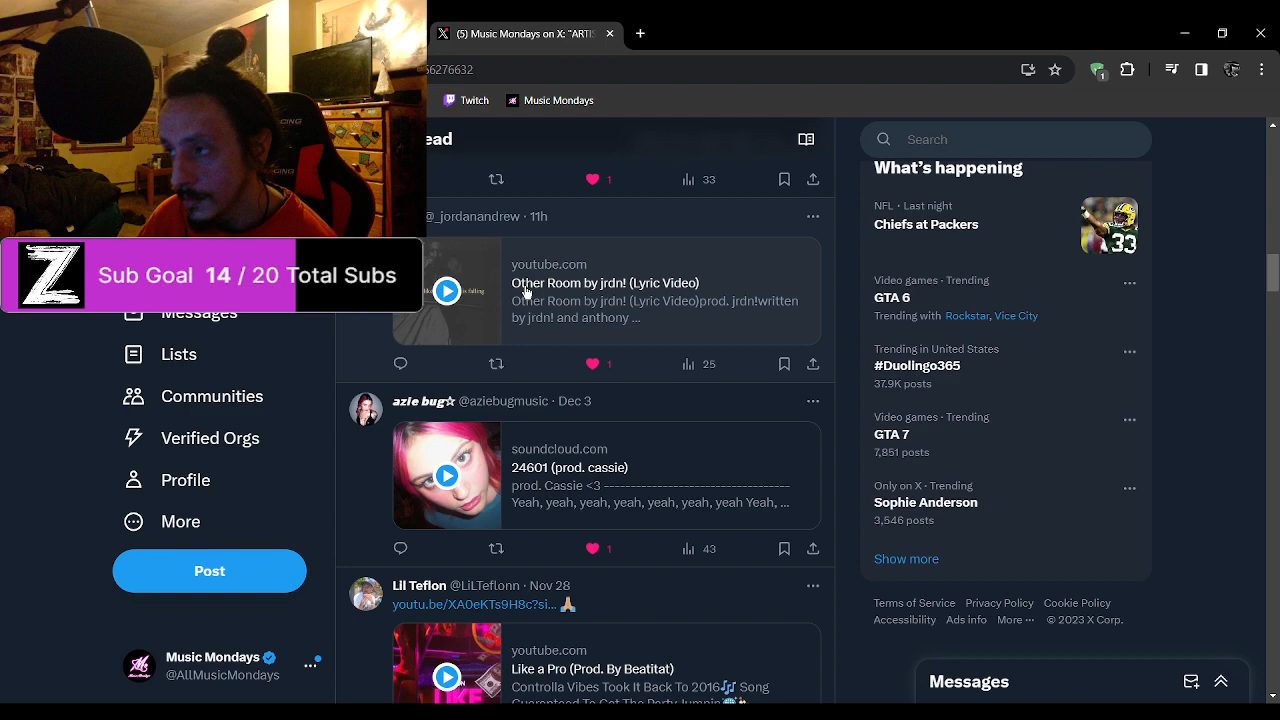 (5) Music Mondays on X: "ARTIS
56276632
1
Twitch
Music Mondays
ead
Search
1
33
@_jordanandrew · 11h
is falling
youtube.com
Other Room by jrdn! (Lyric Video)
Other Room by jrdn! (Lyric Video)prod. jrdn!written
by jrdn! and anthony ...
1
25
Z
Sub Goal 14 / 20 Total Subs
CING
Messages
Lists
Communities
Verified Orgs
Profile
More
Post
Music Mondays
@AllMusicMondays
azie bug☆ @aziebugmusic · Dec 3
soundcloud.com
24601 (prod. cassie)
prod. Cassie <3 ----------------------------------------
Yeah, yeah, yeah, yeah, yeah, yeah Yeah, ...
1
43
Lil Teflon @LilTeflonn · Nov 28
youtu.be/XA0eKTs9H8c?si... 🙏🏽
youtube.com
Like a Pro (Prod. By Beatitat)
Controlla Vibes Took It Back To 2016🎶 Song
LIKE
What's happening
NFL · Last night
Chiefs at Packers
33
Video games · Trending
GTA 6
Trending with Rockstar, Vice City
Trending in United States
#Duolingo365
37.9K posts
Video games · Trending
GTA 7
7,851 posts
Only on X · Trending
Sophie Anderson
3,546 posts
Show more
Terms of Service Privacy Policy Cookie Policy
Accessibility Ads info More ··· © 2023 X Corp.
Messages